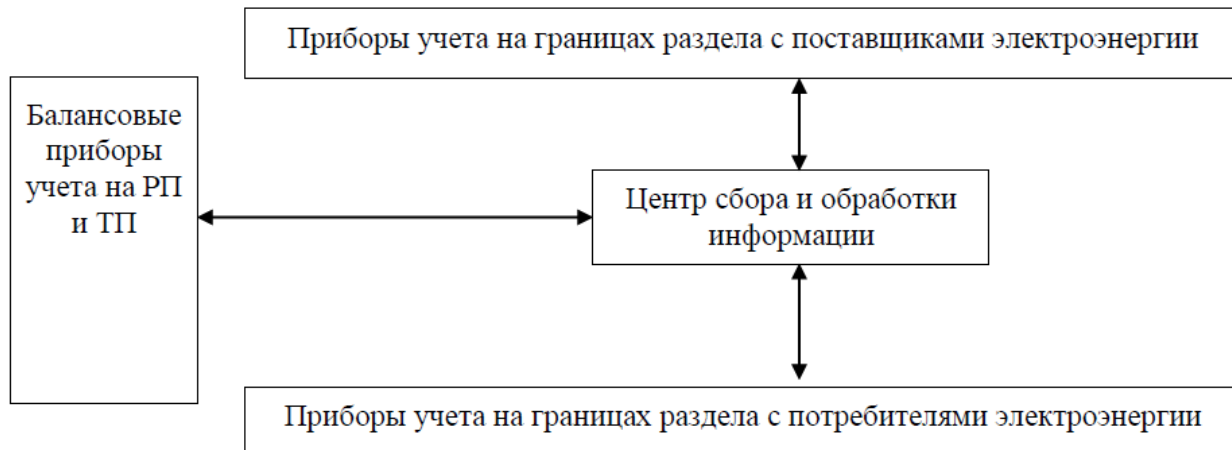 Приборы учета на границах раздела с поставщиками электроэнергии
Балансовые
приборы
учета на РП
и ТП
Центр сбора и обработки
информации
Приборы учета на границах раздела с потребителями электроэнергии